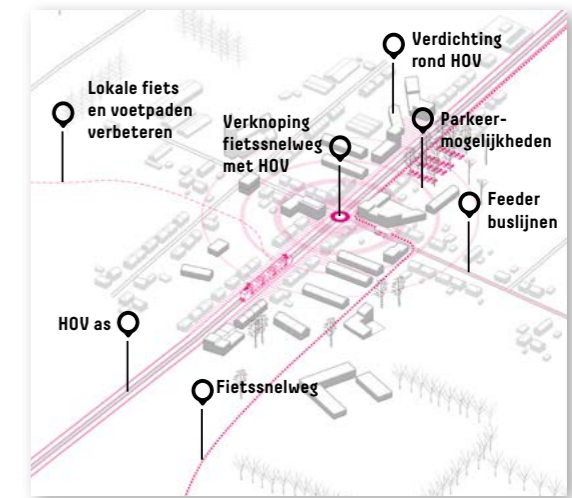 Verdichting
rond HOV
Lokale fiets
en voetpaden
verbeteren
Verknoping
fietssnelweg
met HOV
Parkeer-
mogelijkheden
Feeder
buslijnen
HOV as
Fietssnelweg